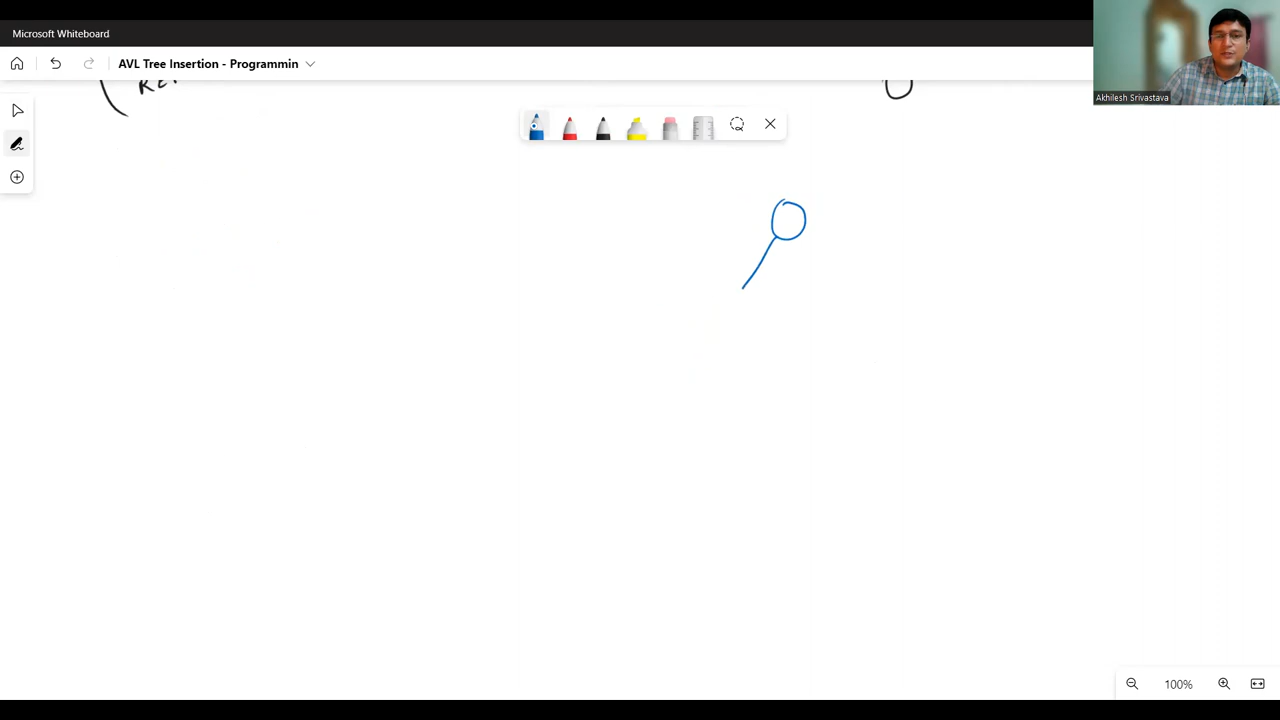 Microsoft Whiteboard
AVL Tree Insertion - Programmin
Akhilesh Srivastava
100%